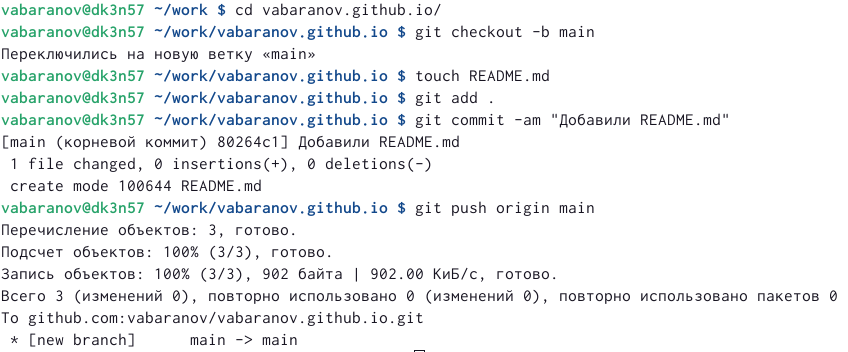 vabaranov@dk3n57 ~/work $ cd vabaranov.github.io/
vabaranov@dk3n57 ~/work/vabaranov.github.io $ git checkout -b main
Переключились на новую ветку «main»
vabaranov@dk3n57 ~/work/vabaranov.github.io $ touch README.md
vabaranov@dk3n57 ~/work/vabaranov.github.io $ git add .
vabaranov@dk3n57 ~/work/vabaranov.github.io $ git commit -am "Добавили README.md"
[main (корневой коммит) 80264c1] Добавили README.md
 1 file changed, 0 insertions(+), 0 deletions(-)
 create mode 100644 README.md
vabaranov@dk3n57 ~/work/vabaranov.github.io $ git push origin main
Перечисление объектов: 3, готово.
Подсчет объектов: 100% (3/3), готово.
Запись объектов: 100% (3/3), 902 байта | 902.00 КиБ/с, готово.
Всего 3 (изменений 0), повторно использовано 0 (изменений 0), повторно использовано пакетов 0
To github.com:vabaranov/vabaranov.github.io.git
 * [new branch]      main -> main